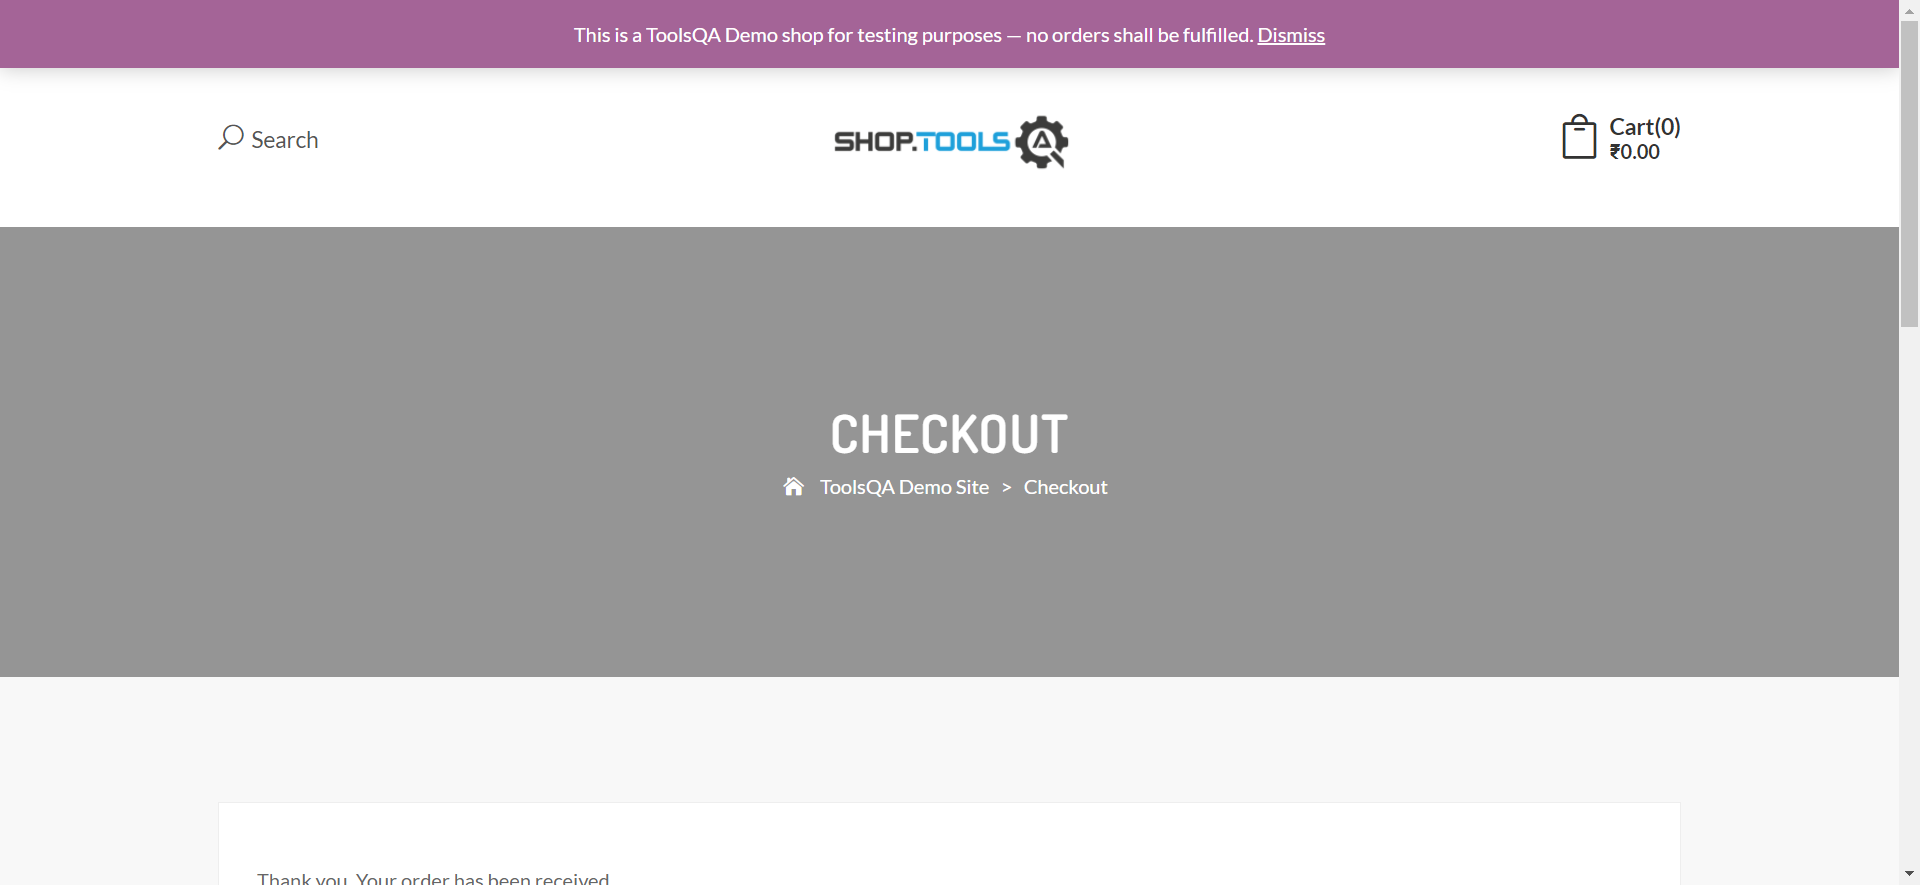 This is a ToolsQA Demo shop for testing purposes — no orders shall be fulfilled. Dismiss
Search
SHOP.TOOLS
Cart(0)
₹0.00
CHECKOUT
ToolsQA Demo Site > Checkout
Thank you. Your order has been received.